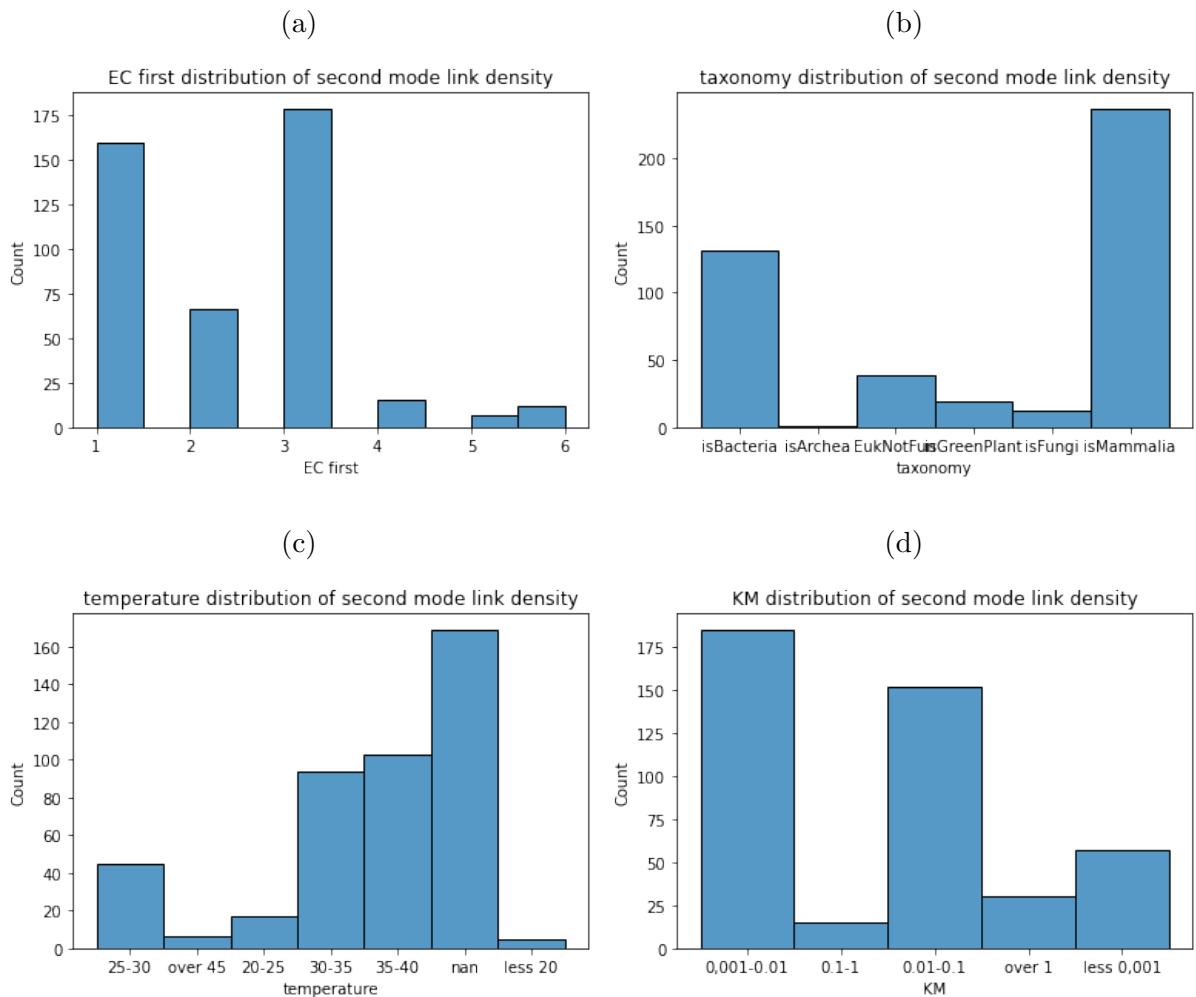 (a)
EC first distribution of second mode link density
175
150
125
100
75
50
25
0
Count
1 2 3 4 5 6
EC first
(b)
taxonomy distribution of second mode link density
200
150
100
50
0
Count
isBacteria isArchea EukNotFun isGreenPlant isFungi isMammalia
taxonomy
(c)
temperature distribution of second mode link density
160
140
120
100
80
60
40
20
0
Count
25-30 over 45 20-25 30-35 35-40 nan less 20
temperature
(d)
KM distribution of second mode link density
175
150
125
100
75
50
25
0
Count
0,001-0.01 0.1-1 0.01-0.1 over 1 less 0,001
KM